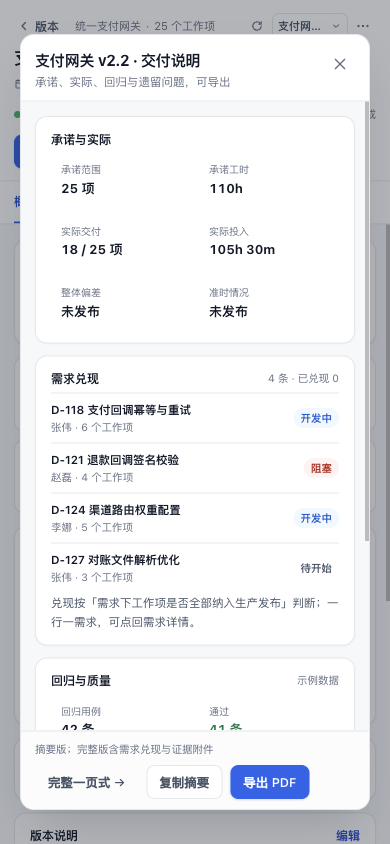 版本 统一支付网关 · 25 个工作项 支付网...
支付网关 v2.2 · 交付说明
承诺、实际、回归与遗留问题，可导出
承诺与实际
承诺范围 承诺工时
25 项 110h
实际交付 实际投入
18 / 25 项 105h 30m
整体偏差 准时情况
未发布 未发布
需求兑现 4 条 · 已兑现 0
D-118 支付回调幂等与重试
张伟 · 6 个工作项 开发中
D-121 退款回调签名校验
赵磊 · 4 个工作项 阻塞
D-124 渠道路由权重配置
李娜 · 5 个工作项 开发中
D-127 对账文件解析优化
张伟 · 3 个工作项 待开始
兑现按「需求下工作项是否全部纳入生产发布」判断；一
行一需求，可点回需求详情。
回归与质量 示例数据
回归用例 通过
42 条 41 条
摘要版；完整版含需求兑现与证据附件
完整一页式 → 复制摘要 导出 PDF
版本说明 编辑